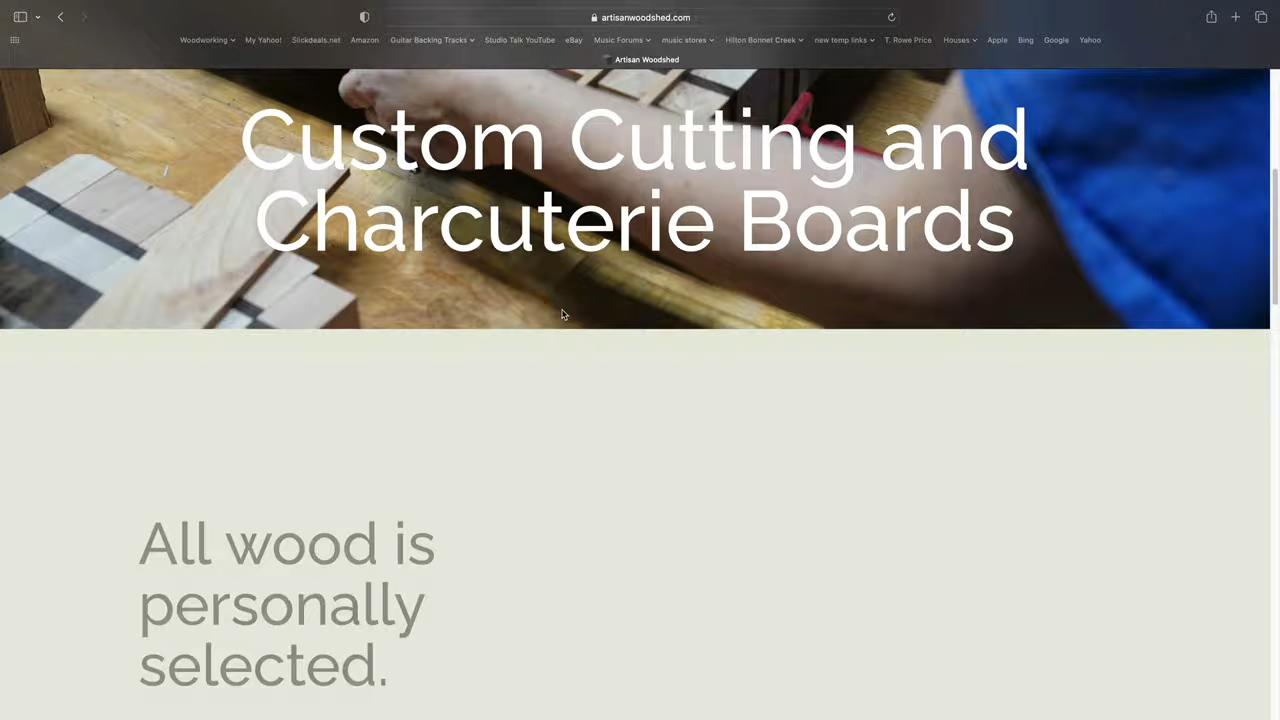 artisanwoodshed.com
Woodworking My Yahoo! Slickdeals.net Amazon Guitar Backing Tracks Studio Talk YouTube eBay Music Forums music stores Hilton Bonnet Creek new temp links T. Rowe Price Houses Apple Bing Google Yahoo
Artisan Woodshed
Custom Cutting and
Charcuterie Boards
All wood is
personally
selected.